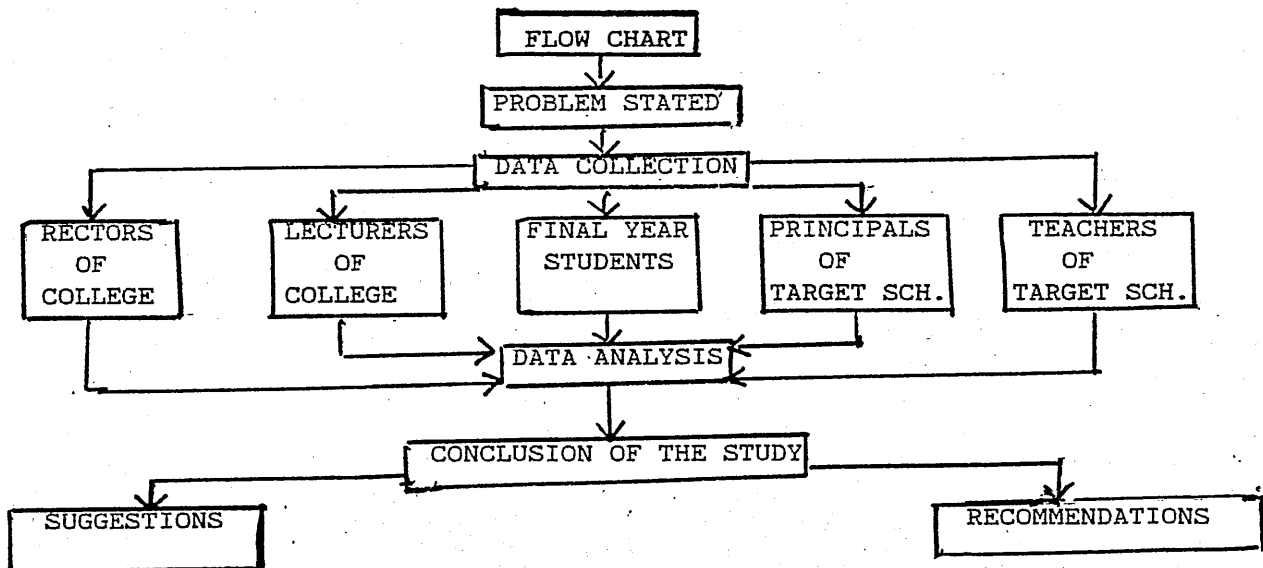 FLOW CHART
PROBLEM STATED
DATA COLLECTION
RECTORS
OF
COLLEGE
LECTURERS
OF
COLLEGE
FINAL YEAR
STUDENTS
PRINCIPALS
OF
TARGET SCH.
TEACHERS
OF
TARGET SCH.
DATA ANALYSIS
CONCLUSION OF THE STUDY
SUGGESTIONS
RECOMMENDATIONS